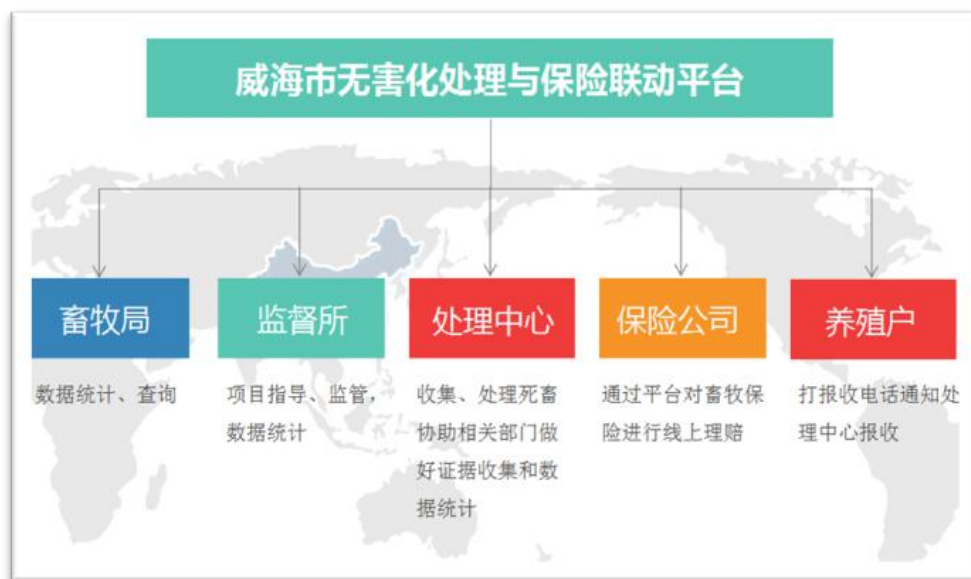 威海市无害化处理与保险联动平台
畜牧局
监督所
处理中心
保险公司
养殖户
数据统计、查询
项目指导、监管，
数据统计
收集、处理死畜
协助相关部门做
好证据收集和数
据统计
通过平台对畜牧保
险进行线上理赔
打报收电话通知处
理中心报收